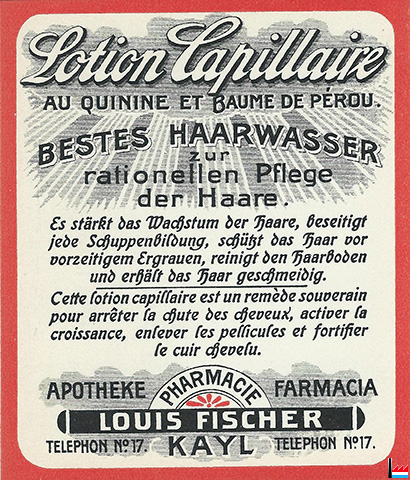 Lotion Capillaire
AU QUININE ET BAUME DE PÉROU.
BESTES HAARWASSER
zur
rationellen Pflege
der Haare.
Es stärkt das Wachstum der Haare, beseitigt
jede Schuppenbildung, schützt das Haar vor
vorzeitigem Ergrauen, reinigt den Haarboden
und erhält das Haar geschmeidig.
Cette lotion capillaire est un remède souverain
pour arrêter la chute des cheveux, activer la
croissance, enlever les pellicules et fortifier
le cuir chevelu.
APOTHEKE PHARMACIE FARMACIA
LOUIS FISCHER
TELEPHON Nº17. KAYL TELEPHON Nº17.